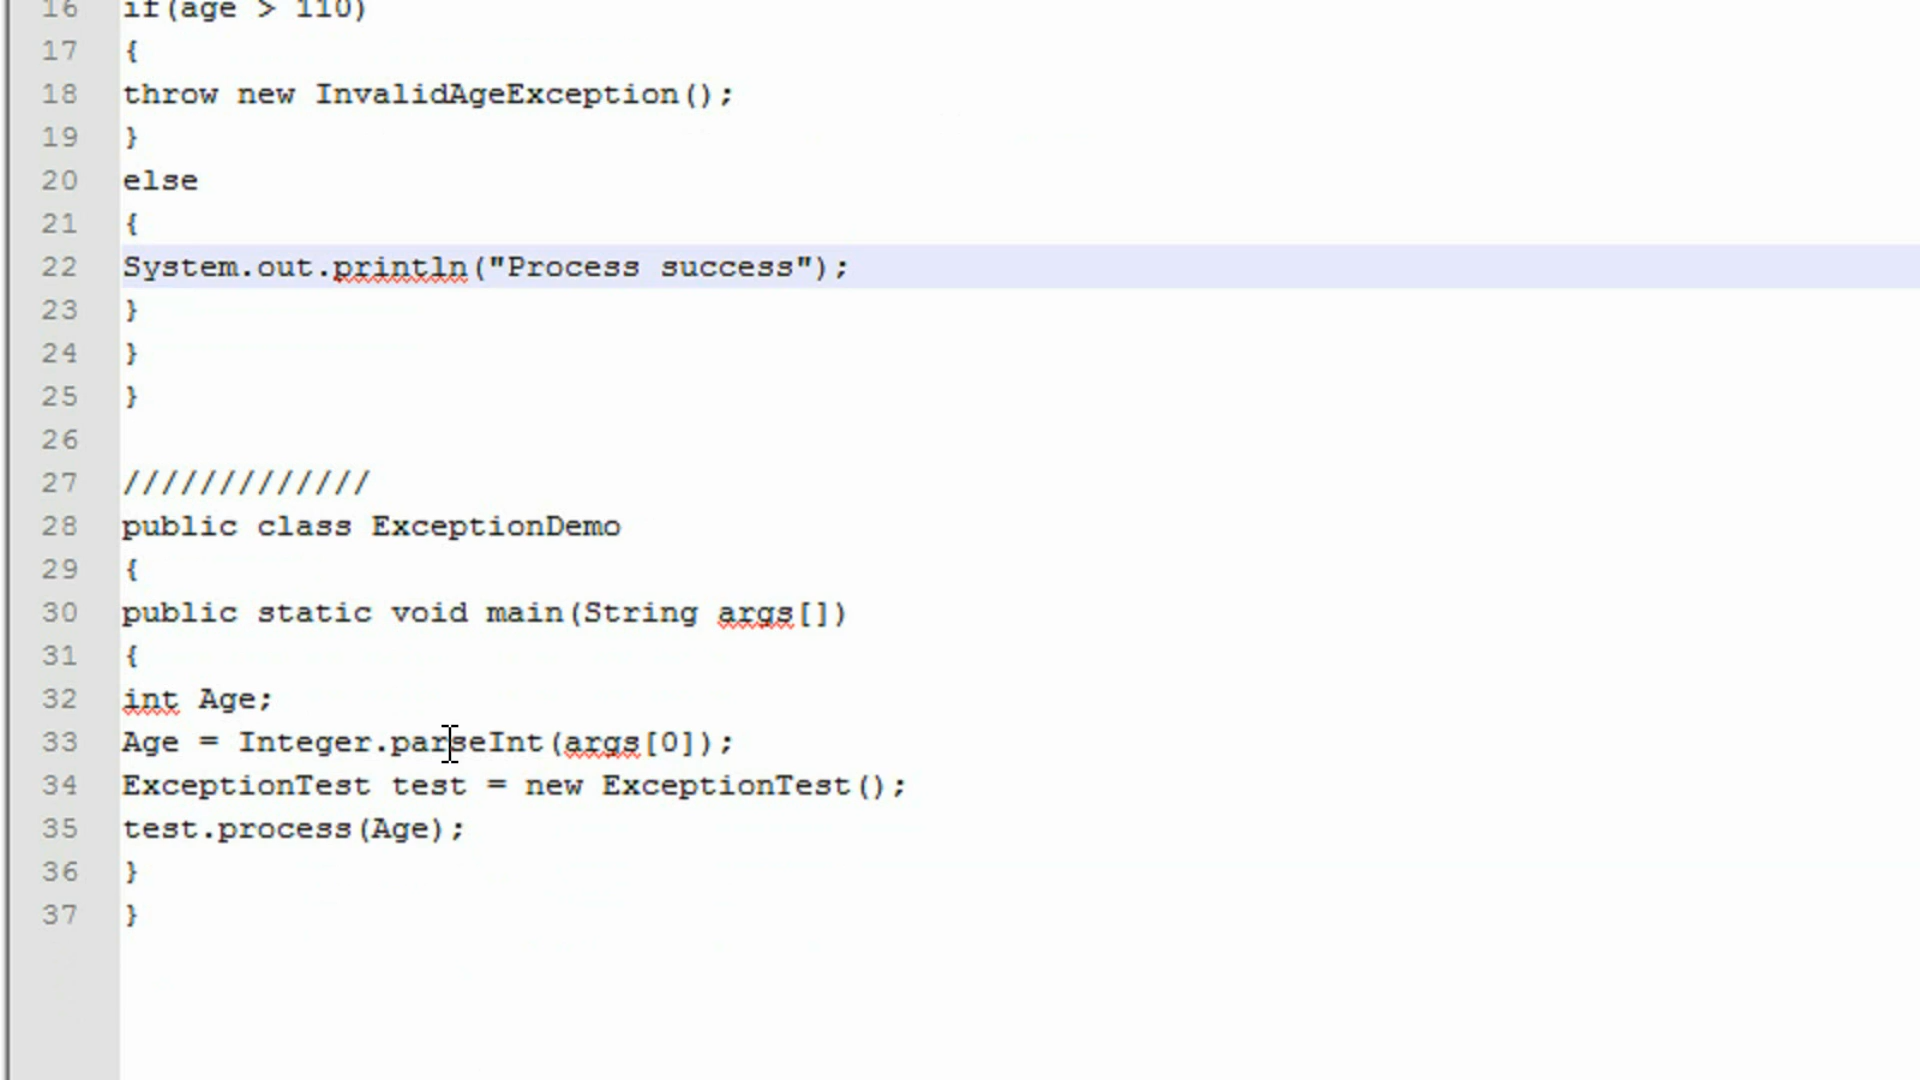 16 if(age > 110)
17 {
18 throw new InvalidAgeException();
19 }
20 else
21 {
22 System.out.println("Process success");
23 }
24 }
25 }
26
27 /////////////
28 public class ExceptionDemo
29 {
30 public static void main(String args[])
31 {
32 int Age;
33 Age = Integer.parseInt(args[0]);
34 ExceptionTest test = new ExceptionTest();
35 test.process(Age);
36 }
37 }